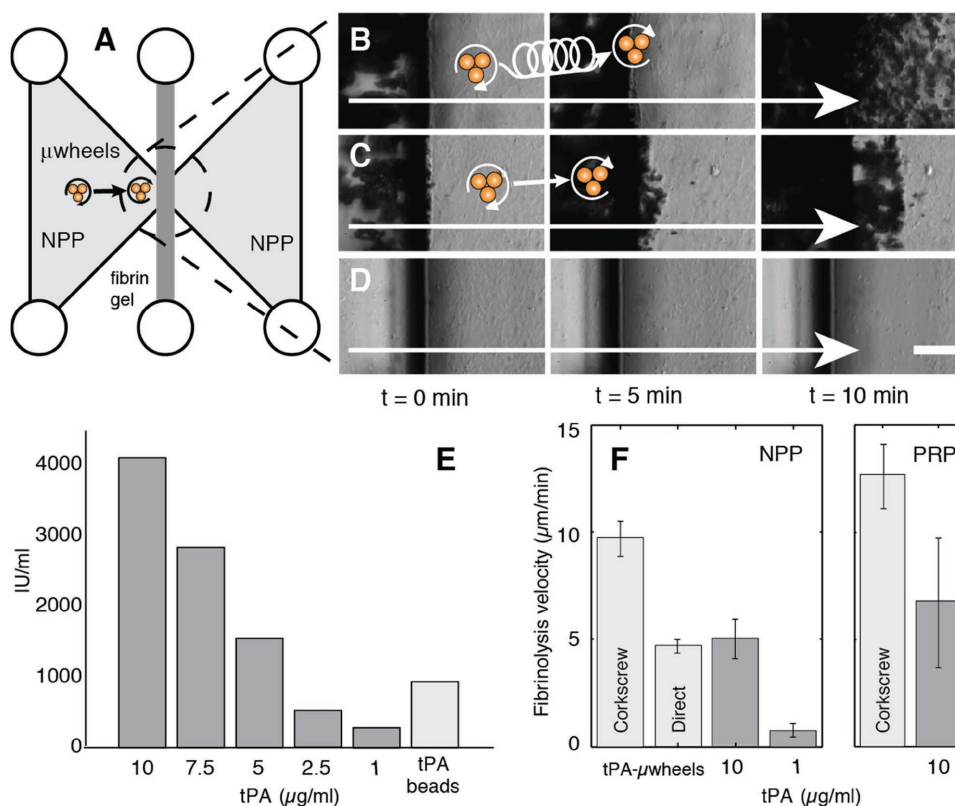 A
μwheels
NPP
NPP
fibrin
gel
B
C
D
t = 0 min
t = 5 min
t = 10 min
E
IU/ml
4000
3000
2000
1000
0
10
7.5
5
2.5
1
tPA
beads
tPA (μg/ml)
F
NPP
PRP
Fibrinolysis velocity (μm/min)
15
10
5
0
Corkscrew
Direct
Corkscrew
tPA-μwheels
10
1
10
tPA (μg/ml)